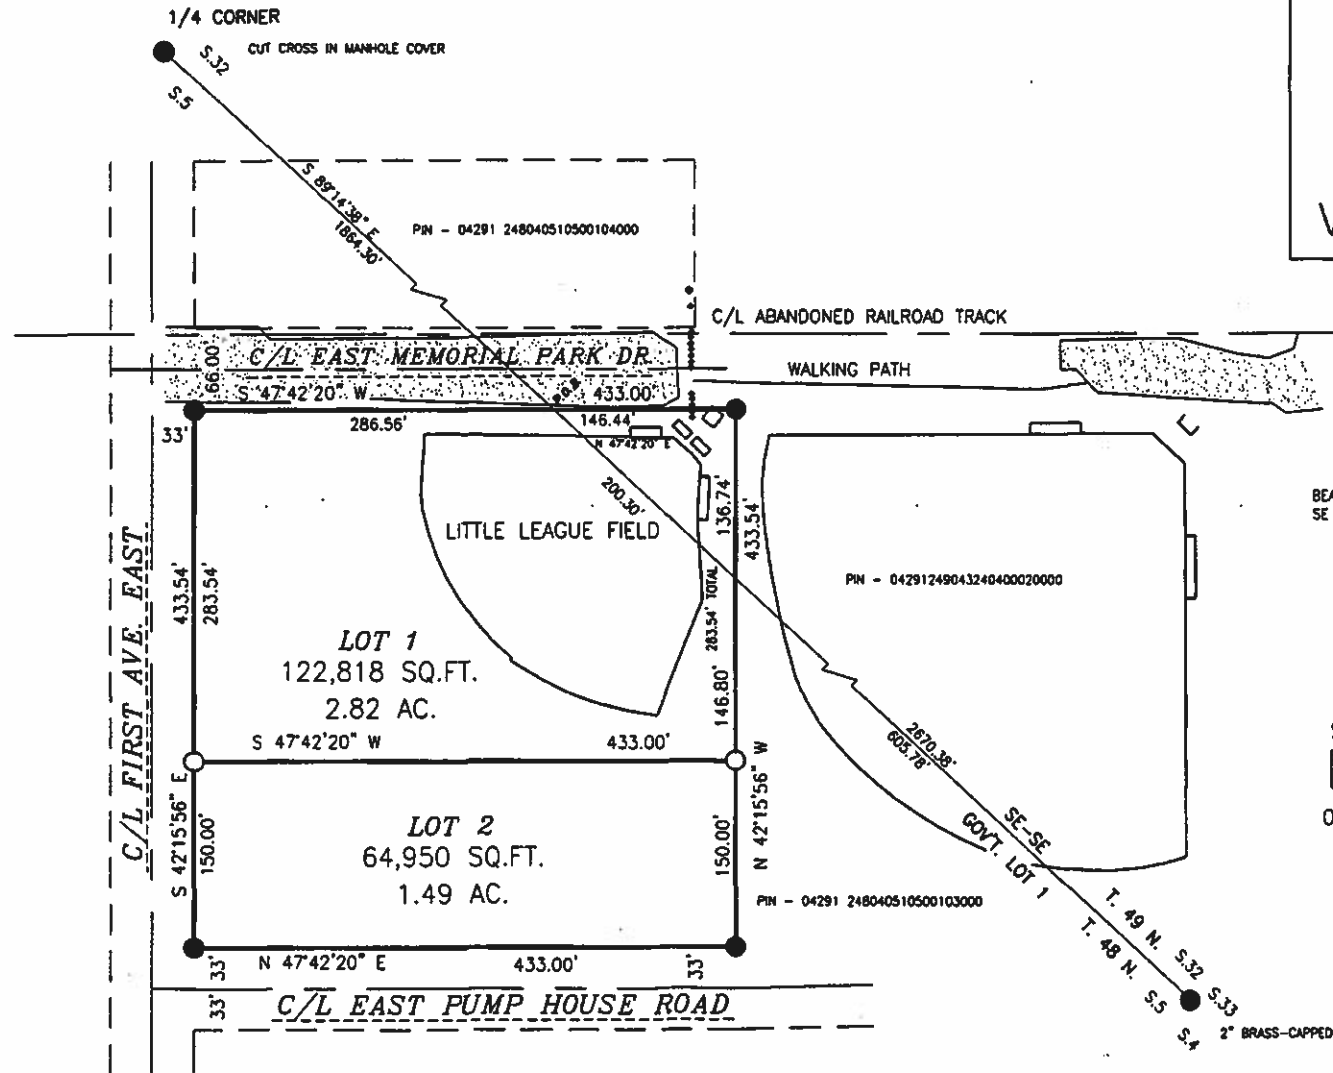 1/4 CORNER
CUT CROSS IN MANHOLE COVER
S.32
S.5
S 89°14'38" E
1864.30'
PIN - 04291 248040510500104000
C/L ABANDONED RAILROAD TRACK
C/L EAST MEMORIAL PARK DR.
WALKING PATH
66.00
S 47°42'20" W
433.00'
P.O.B.
33'
286.56'
146.44'
N 47°42'20" E
200.30'
136.74'
433.54'
BEA
SE
LITTLE LEAGUE FIELD
PIN - 04291249043240400020000
C/L FIRST AVE. EAST
433.54'
283.54'
283.54' TOTAL
LOT 1
122,818 SQ.FT.
2.82 AC.
146.80'
S 47°42'20" W
433.00'
2670.38'
605.78'
S 42°15'56" E
150.00'
LOT 2
64,950 SQ.FT.
1.49 AC.
150.00'
N 42°15'56" W
SE-SE
GOV'T. LOT 1
PIN - 04291 248040510500103000
T. 49 N.
T. 48 N.
S.32
S.33
S.5
S.4
2" BRASS-CAPPED
33'
N 47°42'20" E
433.00'
33'
33'
C/L EAST PUMP HOUSE ROAD